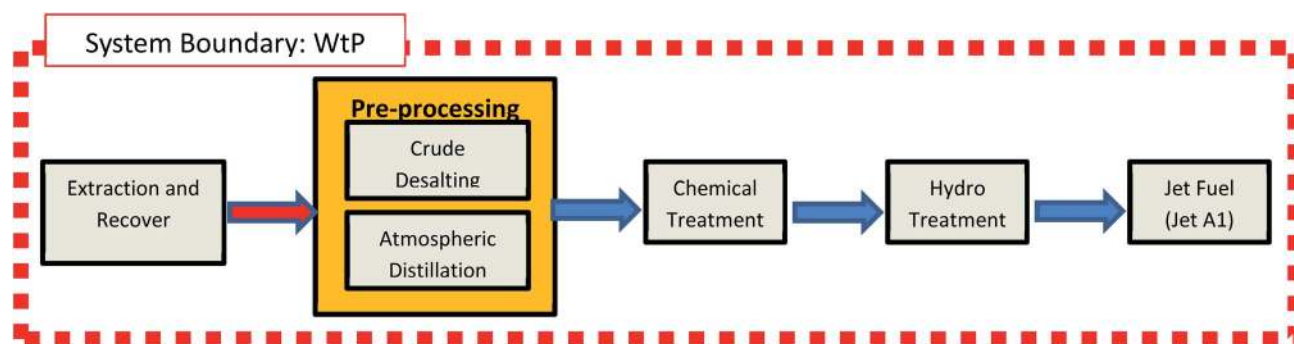 System Boundary: WtP
Pre-processing
Crude
Desalting
Atmospheric
Distillation
Extraction and
Recover
Chemical
Treatment
Hydro
Treatment
Jet Fuel
(Jet A1)